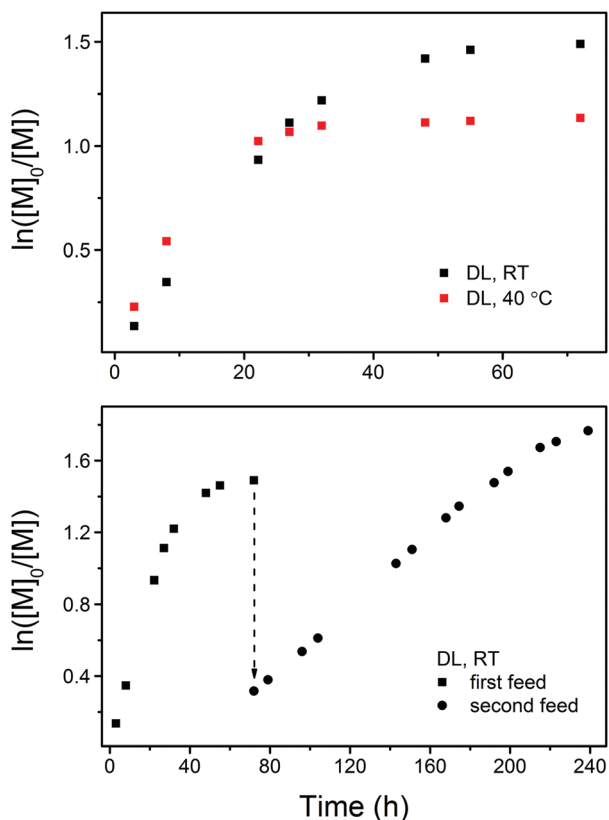 1.5
1.0
0.5
ln([M]₀/[M])
DL, RT
DL, 40 °C
0
20
40
60
1.6
1.2
0.8
0.4
ln([M]₀/[M])
DL, RT
first feed
second feed
0
40
80
120
160
200
240
Time (h)